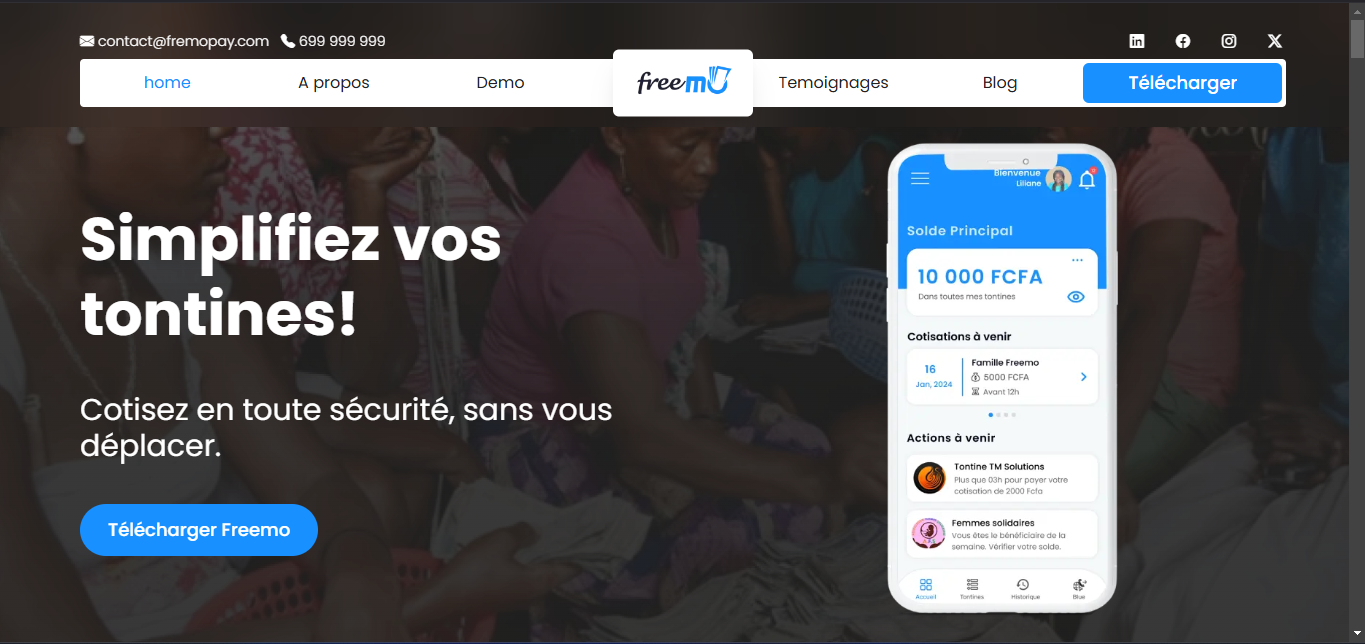 contact@fremopay.com 699 999 999
home A propos Demo freemo Temoignages Blog Télécharger
Simplifiez vos
tontines!
Cotisez en toute sécurité, sans vous
déplacer.
Télécharger Freemo
Bienvenue
Liliane
Solde Principal
10 000 FCFA
Dans toutes mes tontines
Cotisations à venir
16
Jan, 2024
Famille Freemo
5000 FCFA
Avant 12h
Actions à venir
Tontine TM Solutions
Plus que 03h pour payer votre
cotisation de 2000 Fcfa
Femmes solidaires
Vous êtes le bénéficiaire de la
semaine. Vérifier votre solde.
Accueil Tontines Historique Blue